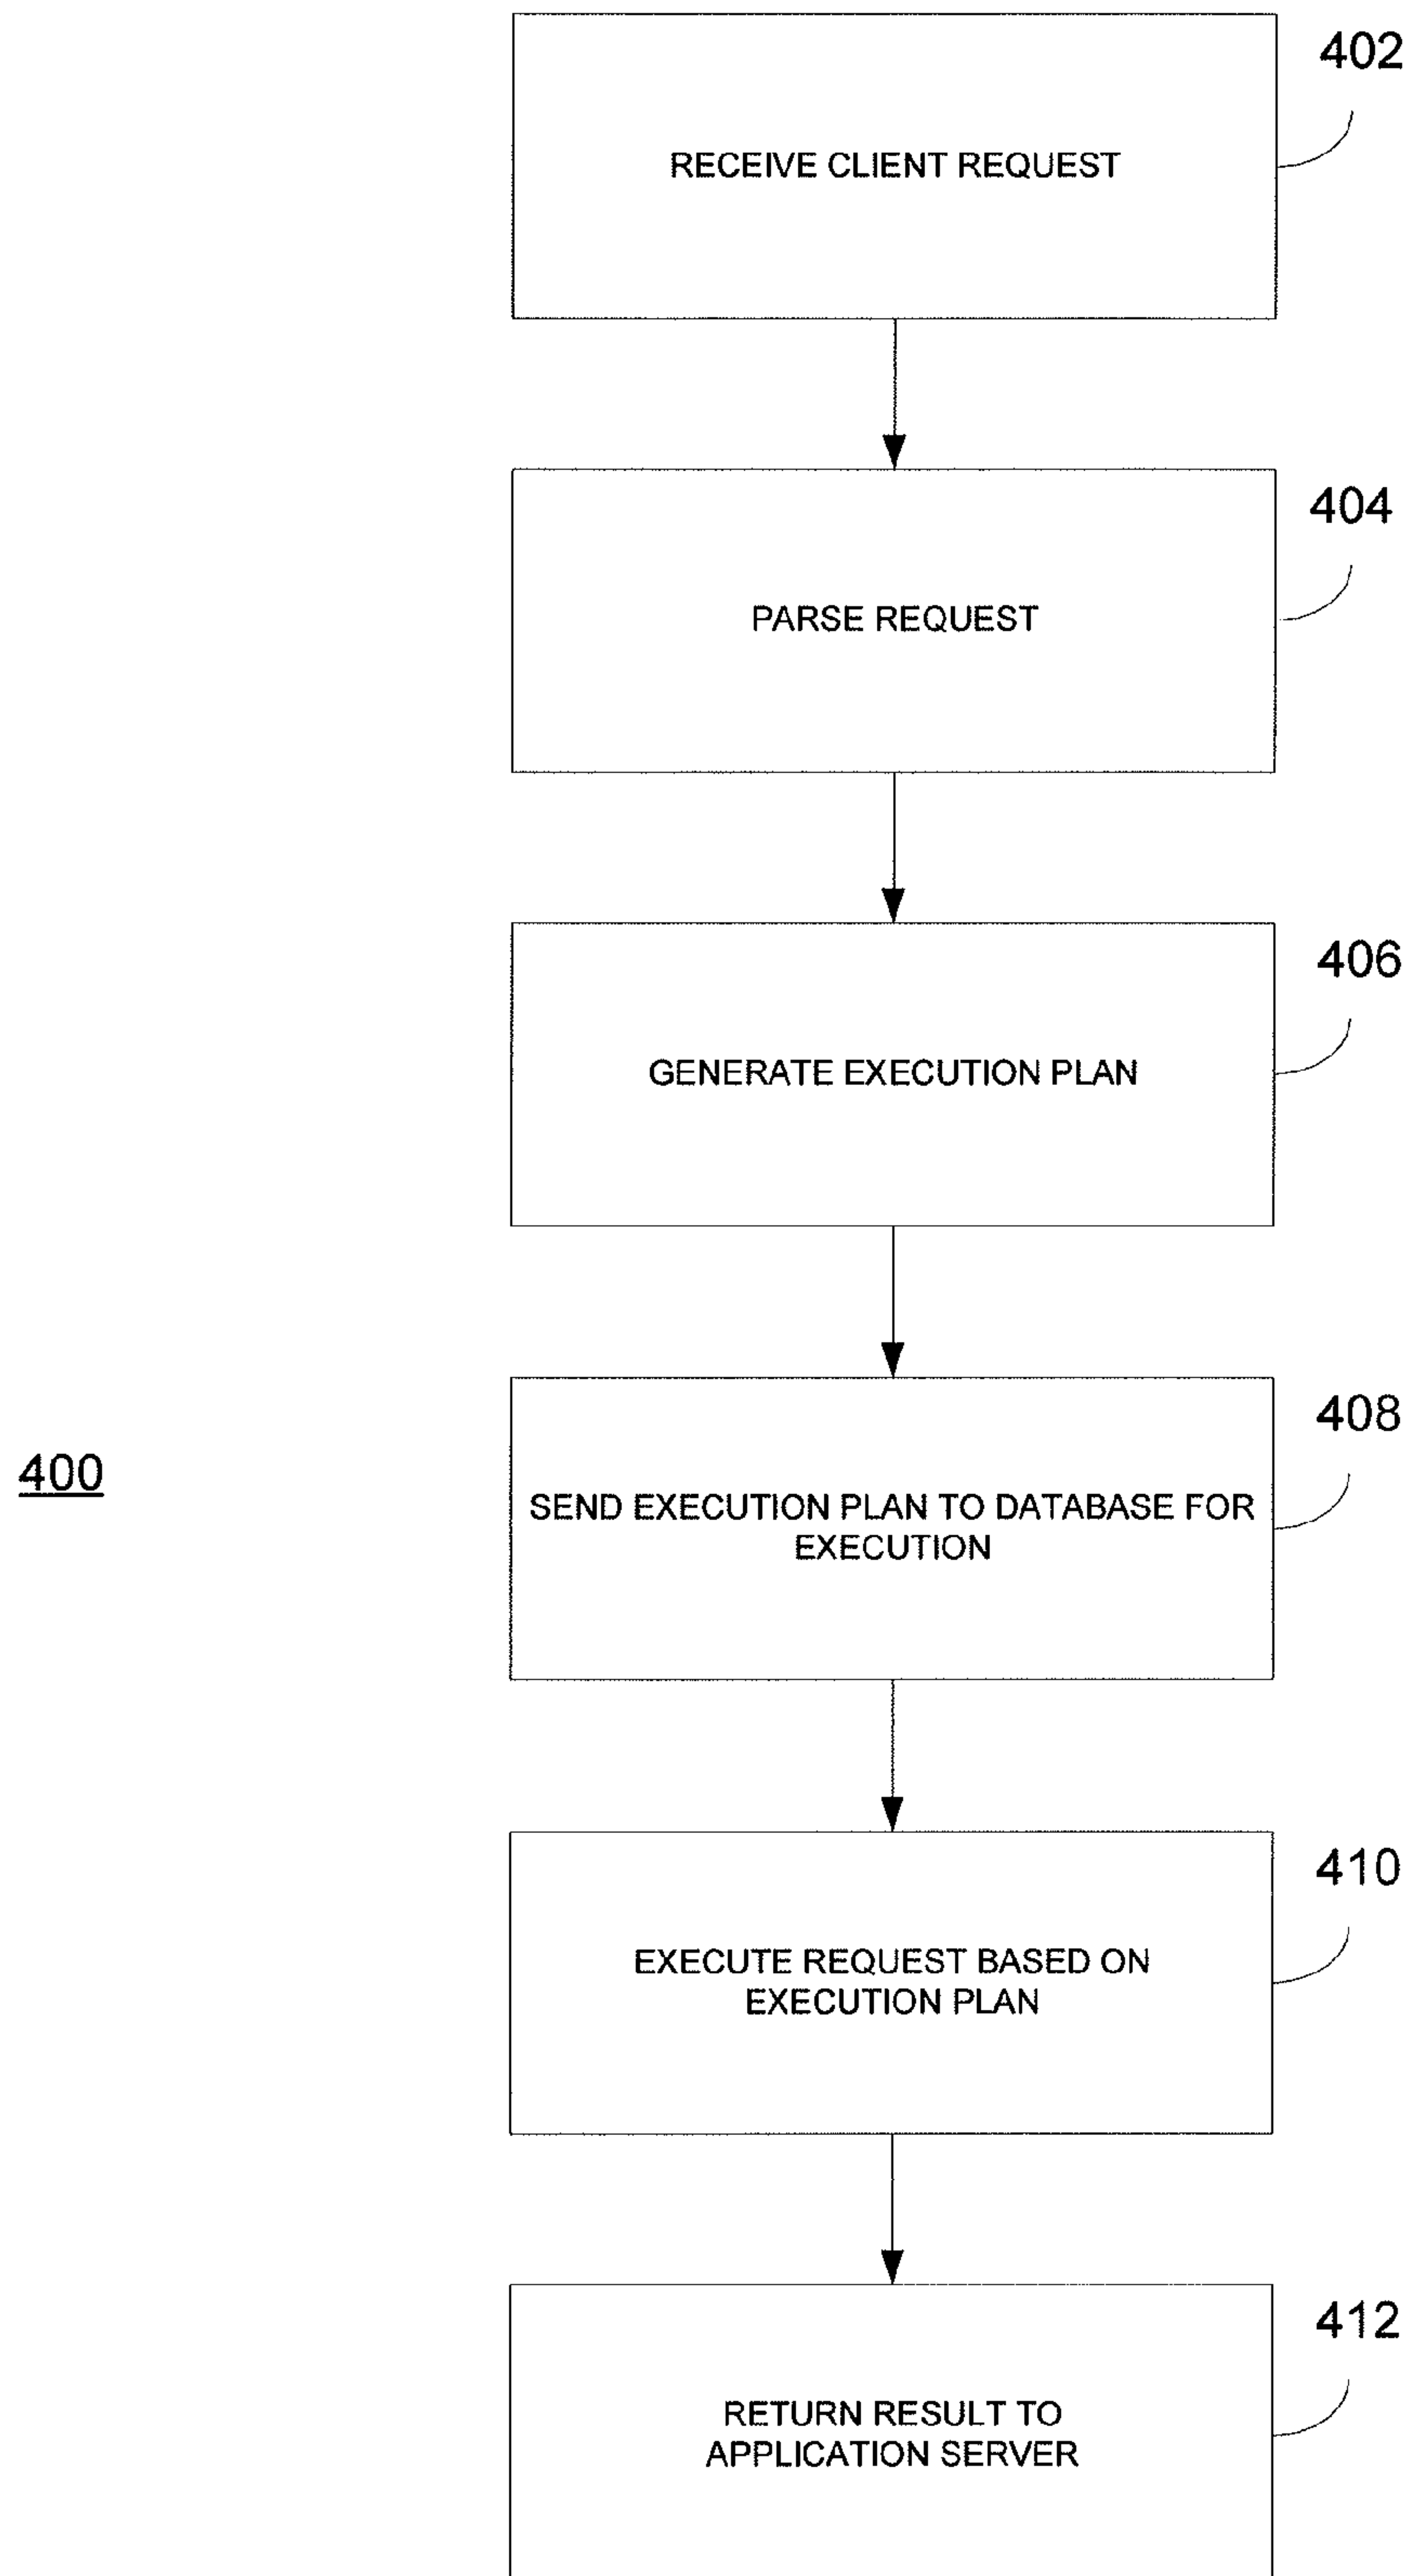 402
RECEIVE CLIENT REQUEST
404
PARSE REQUEST
406
GENERATE EXECUTION PLAN
408
400
SEND EXECUTION PLAN TO DATABASE FOR
EXECUTION
410
EXECUTE REQUEST BASED ON
EXECUTION PLAN
412
RETURN RESULT TO
APPLICATION SERVER